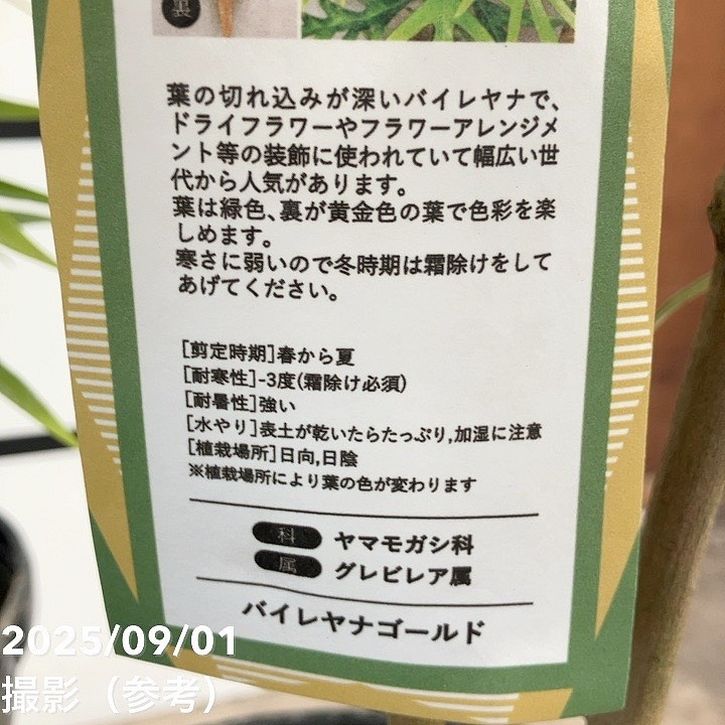 裏
葉の切れ込みが深いバイレヤナで、
ドライフラワーやフラワーアレンジメ
ント等の装飾に使われていて幅広い世
代から人気があります。
葉は緑色、裏が黄金色の葉で色彩を楽
しめます。
寒さに弱いので冬時期は霜除けをして
あげてください。
[剪定時期]春から夏
[耐寒性]-3度(霜除け必須)
[耐暑性]強い
[水やり]表土が乾いたらたっぷり,加湿に注意
[植栽場所]日向,日陰
※植栽場所により葉の色が変わります
科 ヤマモガシ科
属 グレビレア属
バイレヤナゴールド
2025/09/01
撮影（参考）